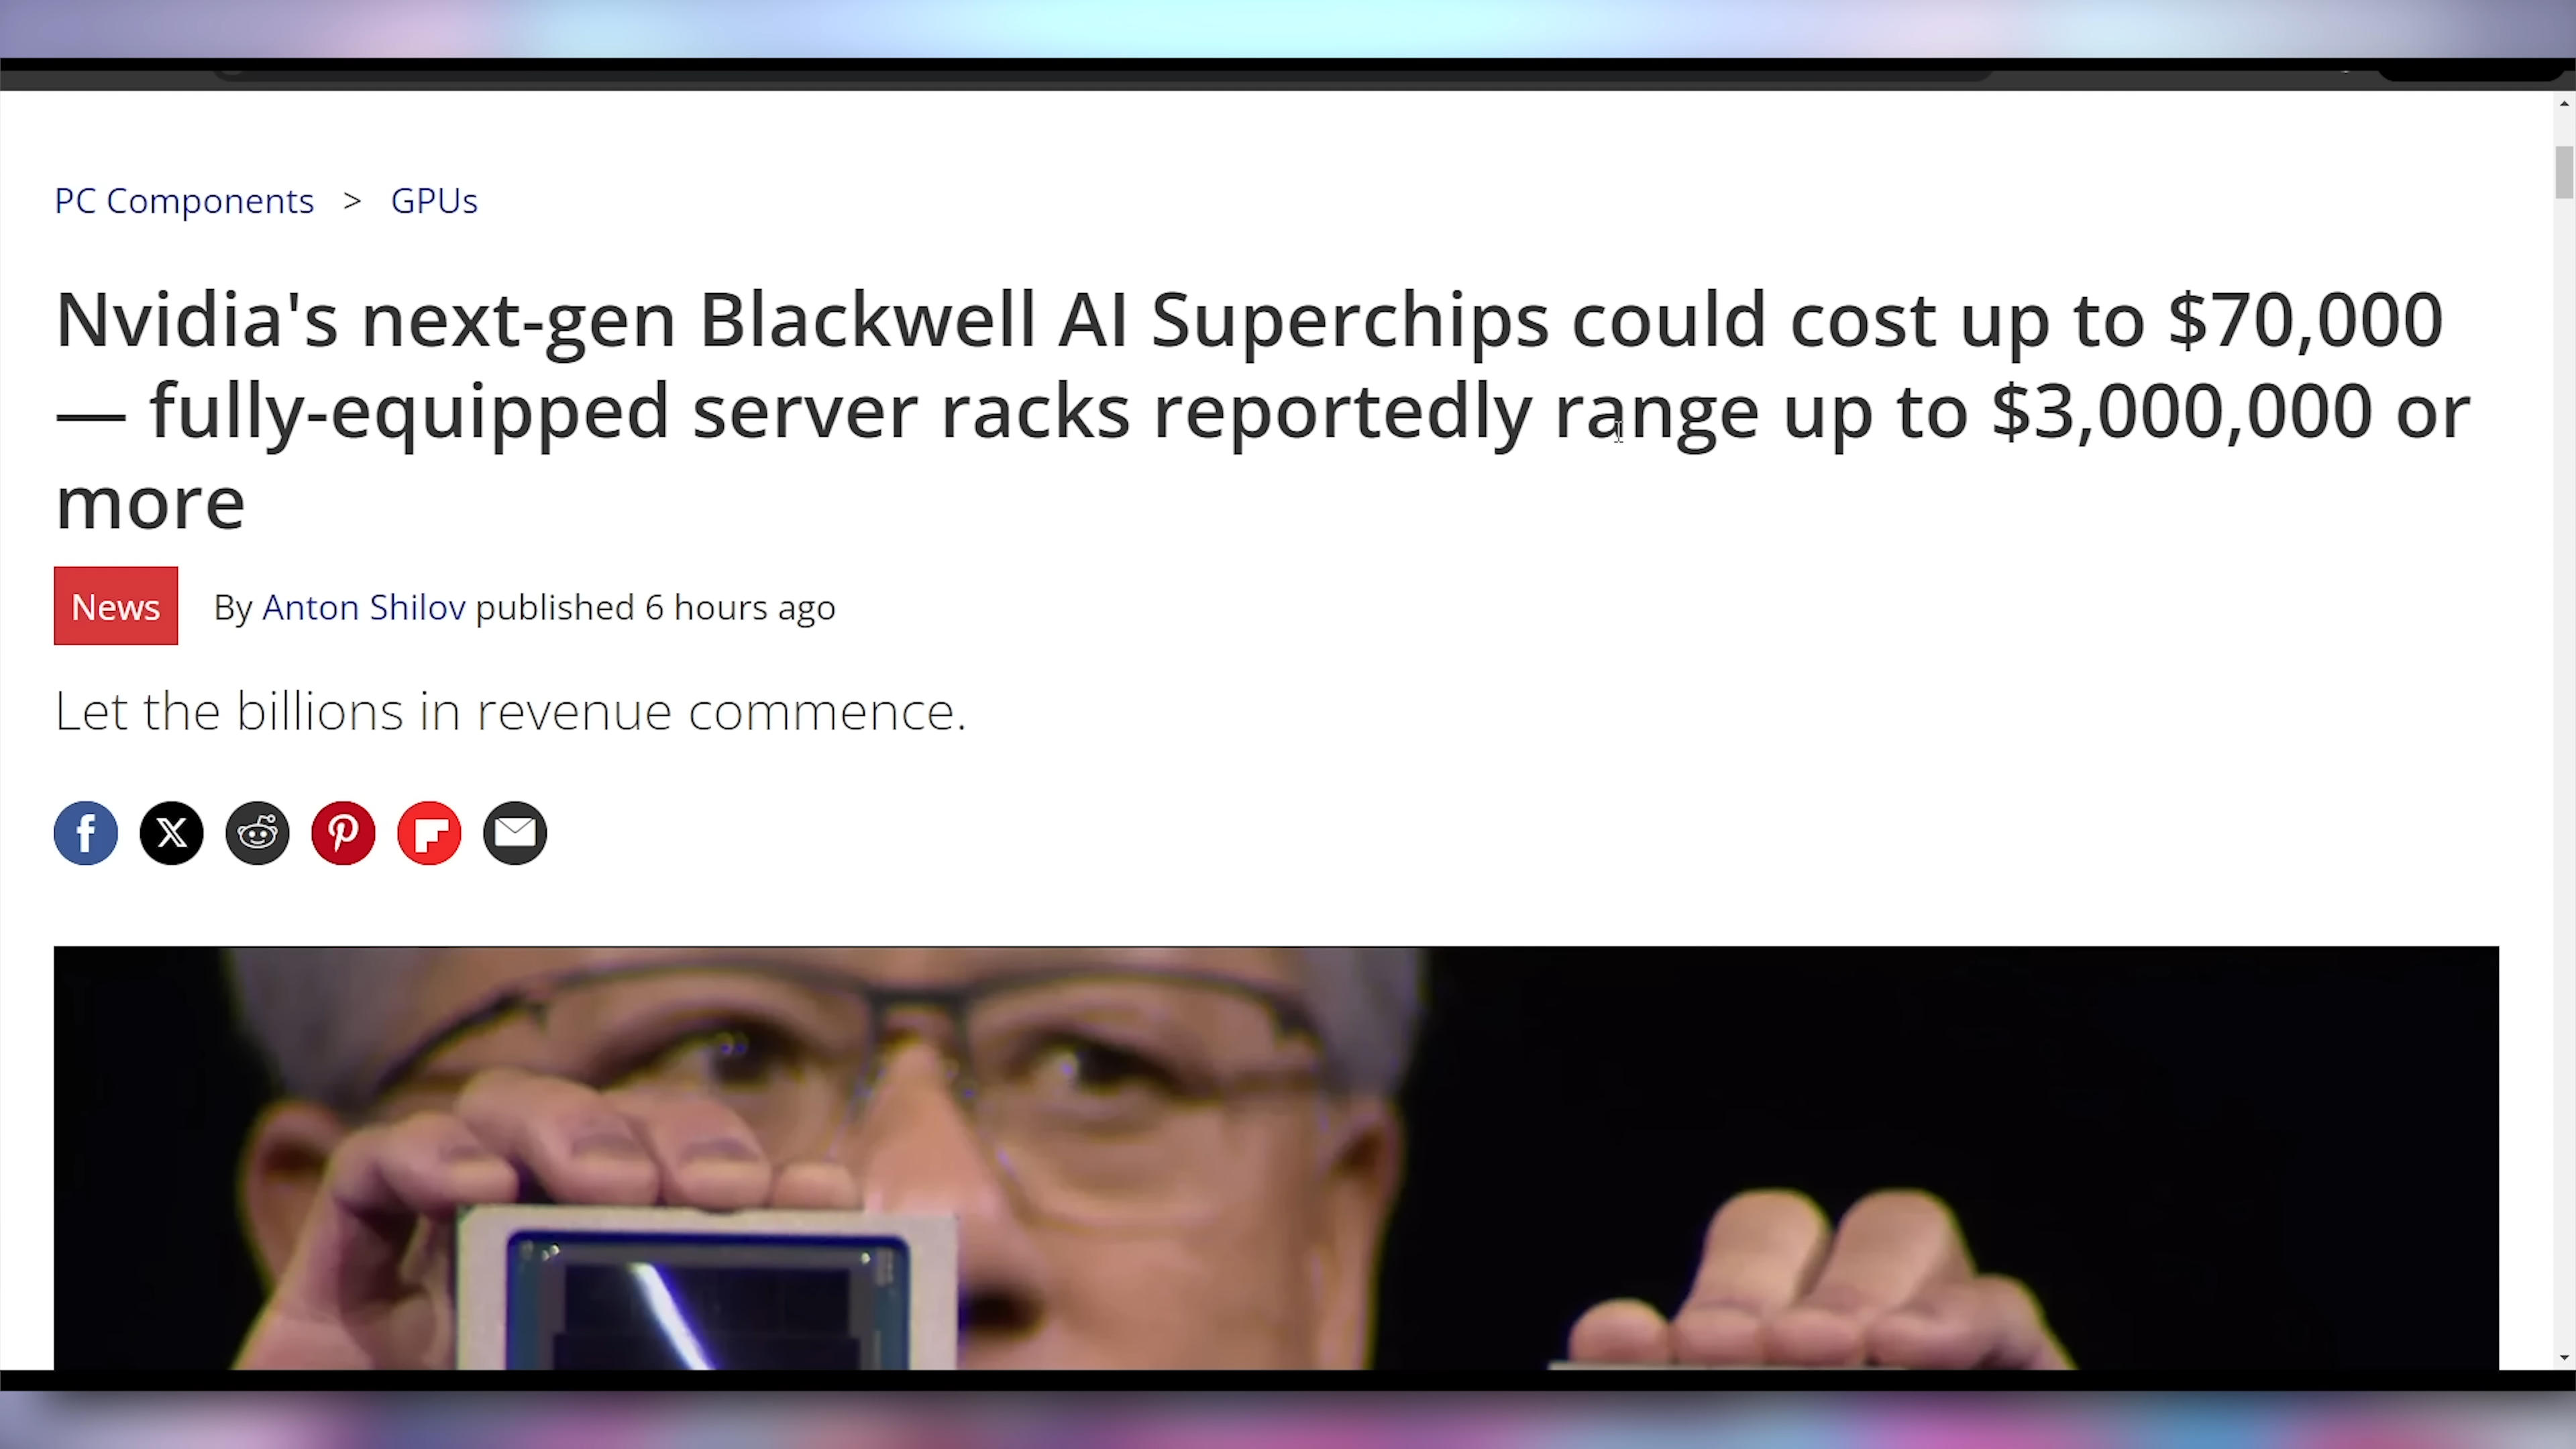 PC Components > GPUs
Nvidia's next-gen Blackwell AI Superchips could cost up to $70,000
— fully-equipped server racks reportedly range up to $3,000,000 or
more
News By Anton Shilov published 6 hours ago
Let the billions in revenue commence.